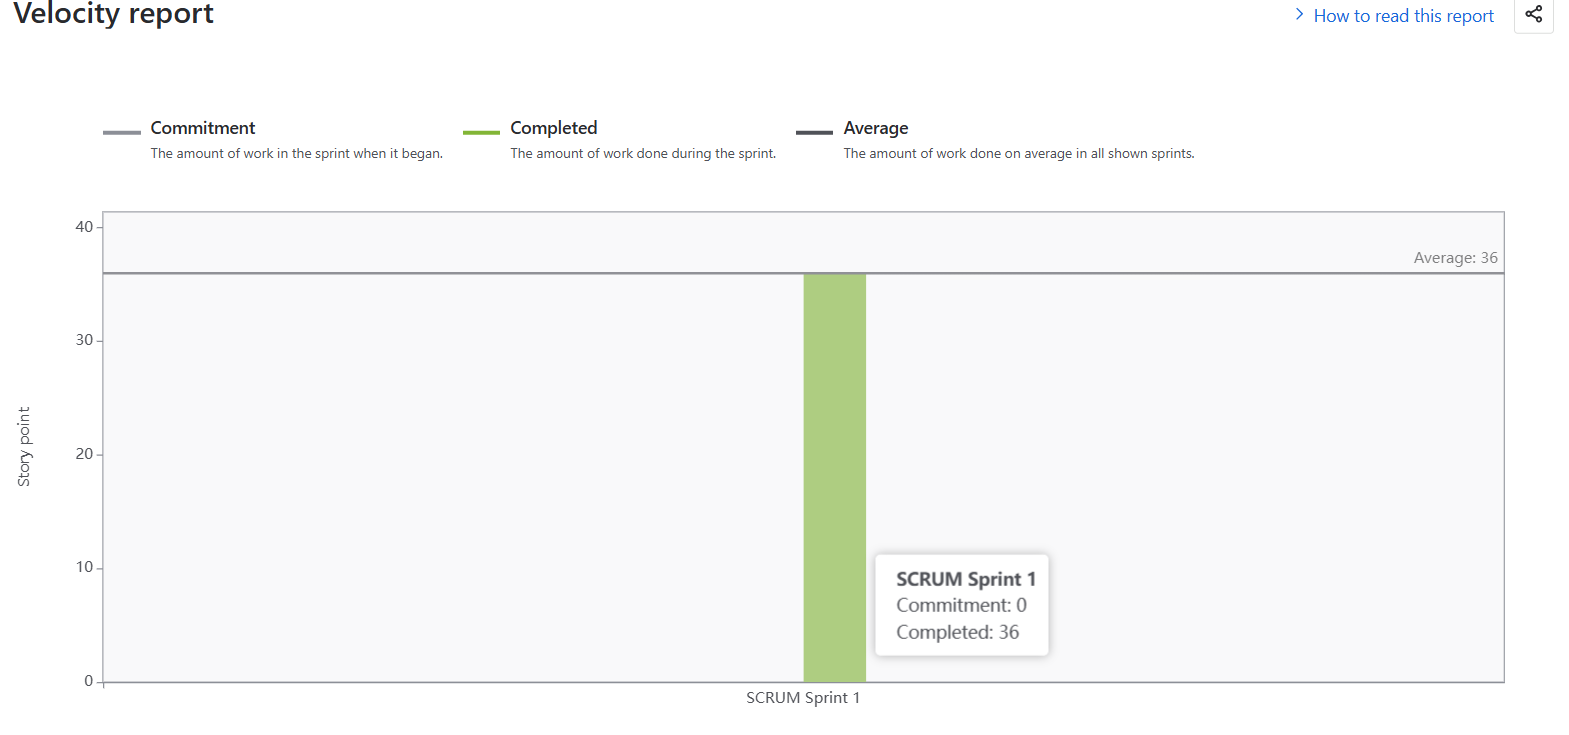 Velocity report
How to read this report
Commitment
The amount of work in the sprint when it began.
Completed
The amount of work done during the sprint.
Average
The amount of work done on average in all shown sprints.
40
Average: 36
30
Story point
20
10
SCRUM Sprint 1
Commitment: 0
Completed: 36
0
SCRUM Sprint 1